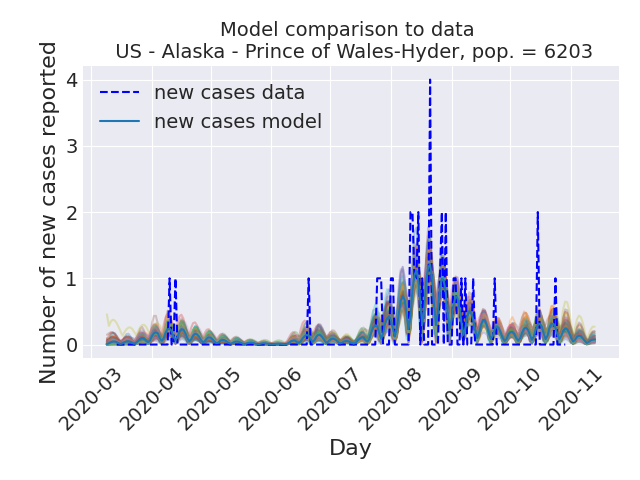 Model comparison to data
US - Alaska - Prince of Wales-Hyder, pop. = 6203
Number of new cases reported
4
3
2
1
0
new cases data
new cases model
2020-03
2020-04
2020-05
2020-06
2020-07
2020-08
2020-09
2020-10
2020-11
Day